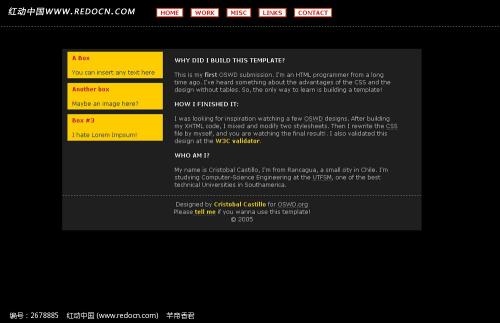 红动中国WWW.REDOCN.COM
HOME WORK MISC LINKS CONTACT
A Box
You can insert any text here
Another box
Maybe an image here?
Box #3
I hate Lorem Impsum!
WHY DID I BUILD THIS TEMPLATE?
This is my first OSWD submission. I'm an HTML programmer from a long
time ago. I've heard something about the advantages of the CSS and the
design without tables. So, the only way to learn is building a template!
HOW I FINISHED IT:
I was looking for inspiration watching a few OSWD designs. After building
my XHTML code, I mixed and modify two stylesheets. Then I rewrite the CSS
file by myself, and you are watching the final result! . I also validated this
design at the W3C validator.
WHO AM I?
My name is Cristobal Castillo, I'm from Rancagua, a small city in Chile. I'm
studying Computer-Science Engineering at the UTFSM, one of the best
technical Universities in Southamerica.
Designed by Cristobal Castillo for OSWD.org
Please tell me if you wanna use this template!
© 2005
编号：2678885 红动中国 (www.redocn.com) 芊帝香君